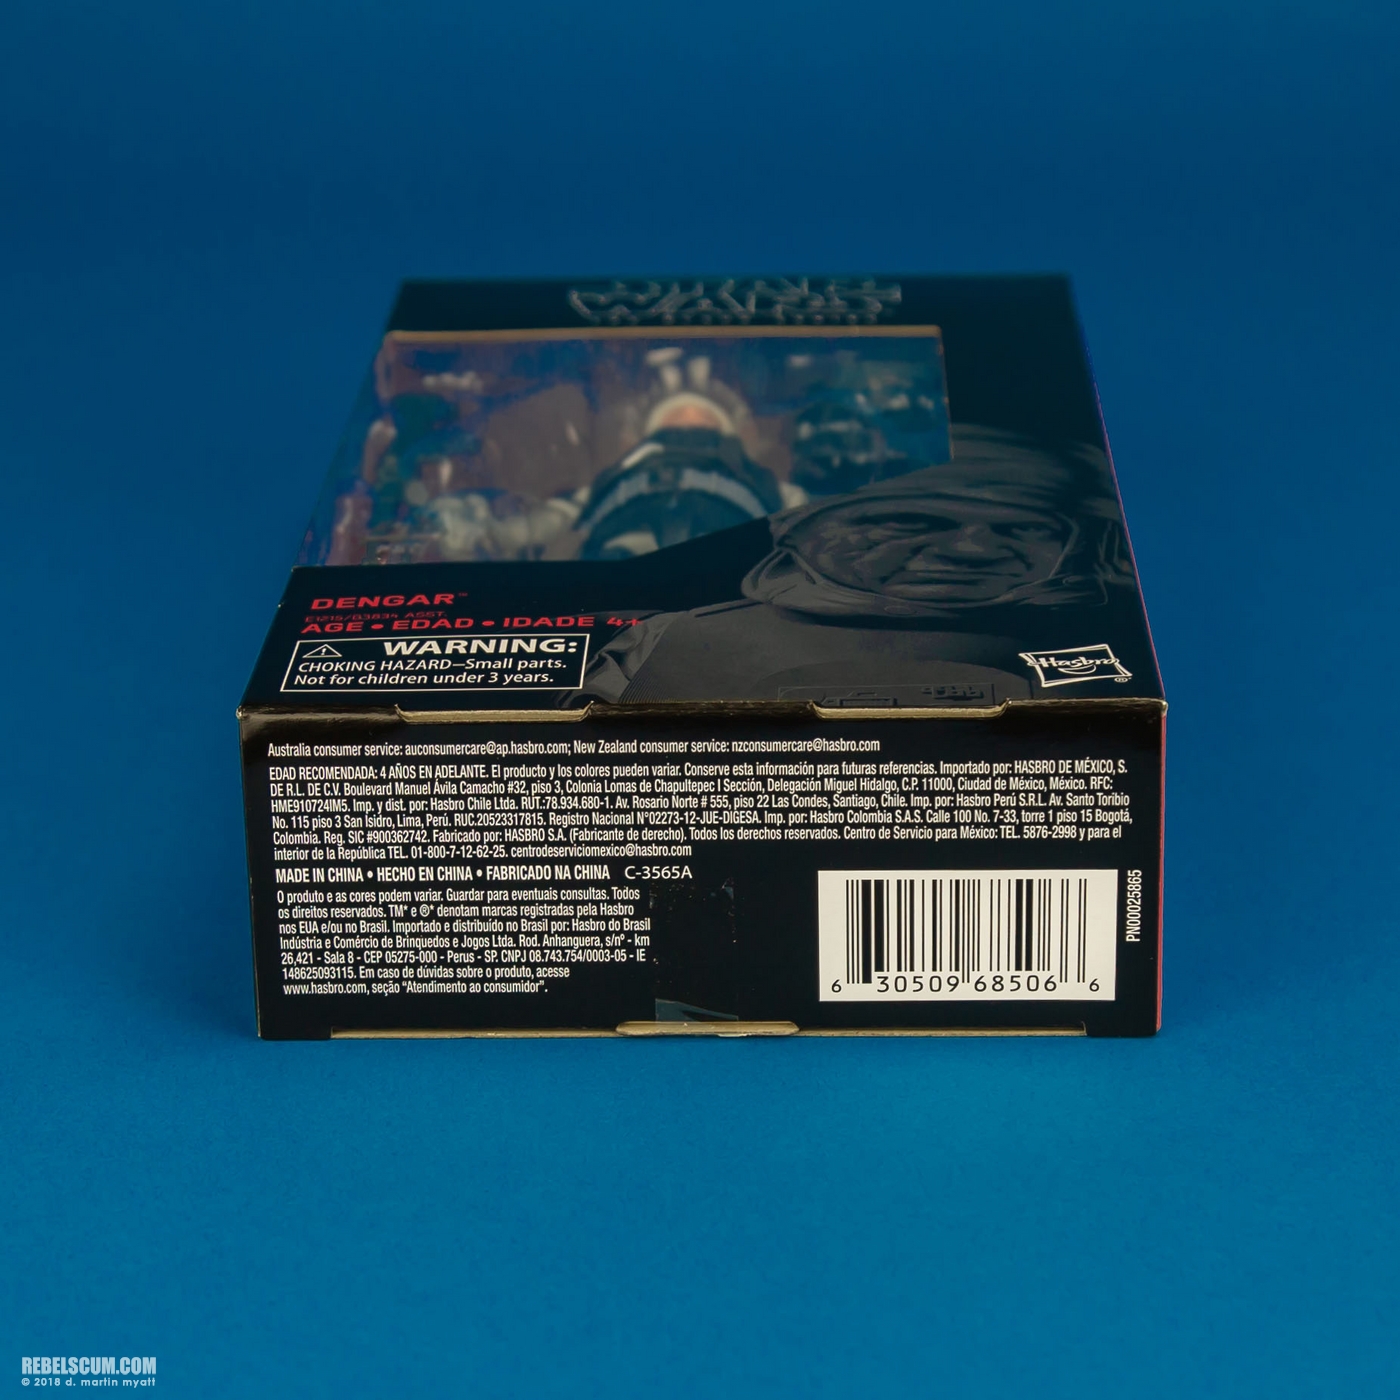 STAR
WARS
DENGAR™
E1215/B3834 ASST.
AGE • EDAD • IDADE 4+
WARNING:
CHOKING HAZARD—Small parts.
Not for children under 3 years.
Hasbro®
Australia consumer service: auconsumercare@ap.hasbro.com; New Zealand consumer service: nzconsumercare@hasbro.com
EDAD RECOMENDADA: 4 AÑOS EN ADELANTE. El producto y los colores pueden variar. Conserve esta información para futuras referencias. Importado por: HASBRO DE MÉXICO, S.
DE R.L. DE C.V. Boulevard Manuel Ávila Camacho #32, piso 3, Colonia Lomas de Chapultepec I Sección, Delegación Miguel Hidalgo, C.P. 11000, Ciudad de México, México. RFC:
HME910724IM5. Imp. y dist. por: Hasbro Chile Ltda. RUT.:78.934.680-1. Av. Rosario Norte # 555, piso 22 Las Condes, Santiago, Chile. Imp. por: Hasbro Perú S.R.L. Av. Santo Toribio
No. 115 piso 3 San Isidro, Lima, Perú. RUC.20523317815. Registro Nacional N°02273-12-JUE-DIGESA. Imp. por: Hasbro Colombia S.A.S. Calle 100 No. 7-33, torre 1 piso 15 Bogotá,
Colombia. Reg. SIC #900362742. Fabricado por: HASBRO S.A. (Fabricante de derecho). Todos los derechos reservados. Centro de Servicio para México: TEL. 5876-2998 y para el
interior de la República TEL. 01-800-7-12-62-25. centrodeserviciomexico@hasbro.com
MADE IN CHINA • HECHO EN CHINA • FABRICADO NA CHINA C-3565A
O produto e as cores podem variar. Guardar para eventuais consultas. Todos
os direitos reservados. TM* e ®* denotam marcas registradas pela Hasbro
nos EUA e/ou no Brasil. Importado e distribuído no Brasil por: Hasbro do Brasil
Indústria e Comércio de Brinquedos e Jogos Ltda. Rod. Anhanguera, s/nº - km
26,421 - Sala 8 - CEP 05275-000 - Perus - SP. CNPJ 08.743.754/0003-05 - IE
148625093115. Em caso de dúvidas sobre o produto, acesse
www.hasbro.com, seção "Atendimento ao consumidor".
6 30509 68506 6
PN00025865
REBELSCUM.COM
© 2018 d. martin myatt